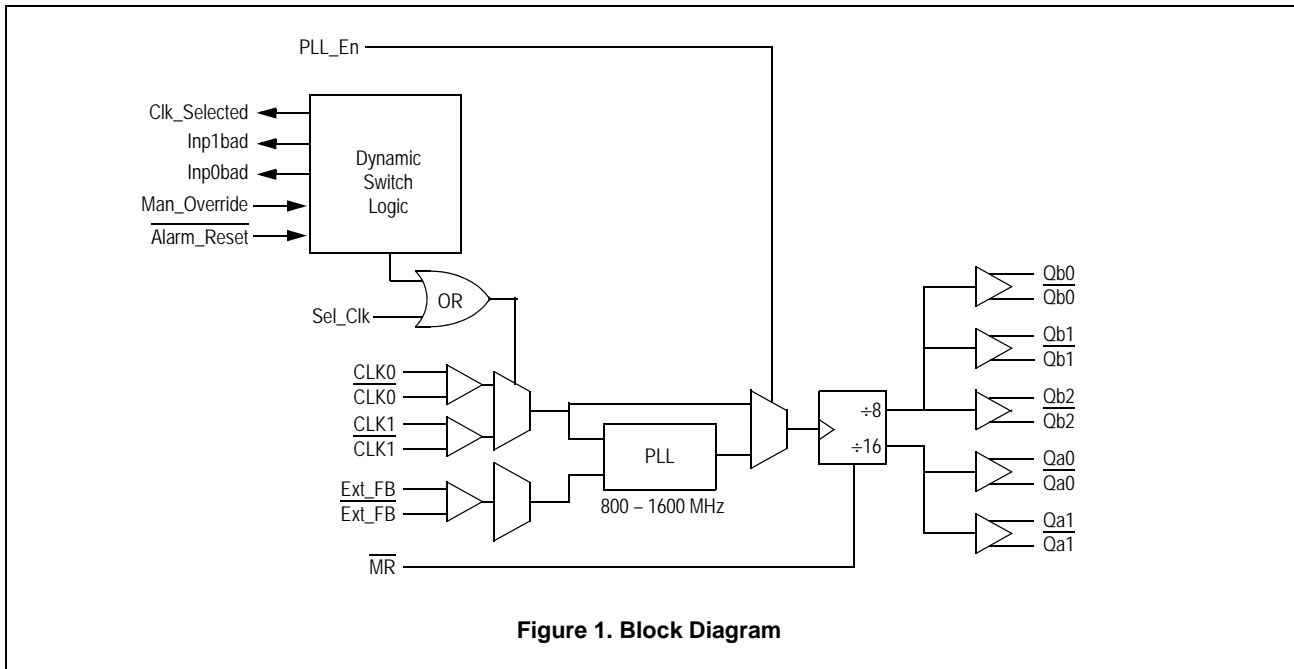 PLL_En
Clk_Selected
Inp1bad
Inp0bad
Man_Override
Alarm_Reset
Dynamic
Switch
Logic
OR
Sel_Clk
CLK0
CLK0
CLK1
CLK1
Ext_FB
Ext_FB
MR
PLL
800 – 1600 MHz
÷8
÷16
Qb0
Qb0
Qb1
Qb1
Qb2
Qb2
Qa0
Qa0
Qa1
Qa1
Figure 1. Block Diagram